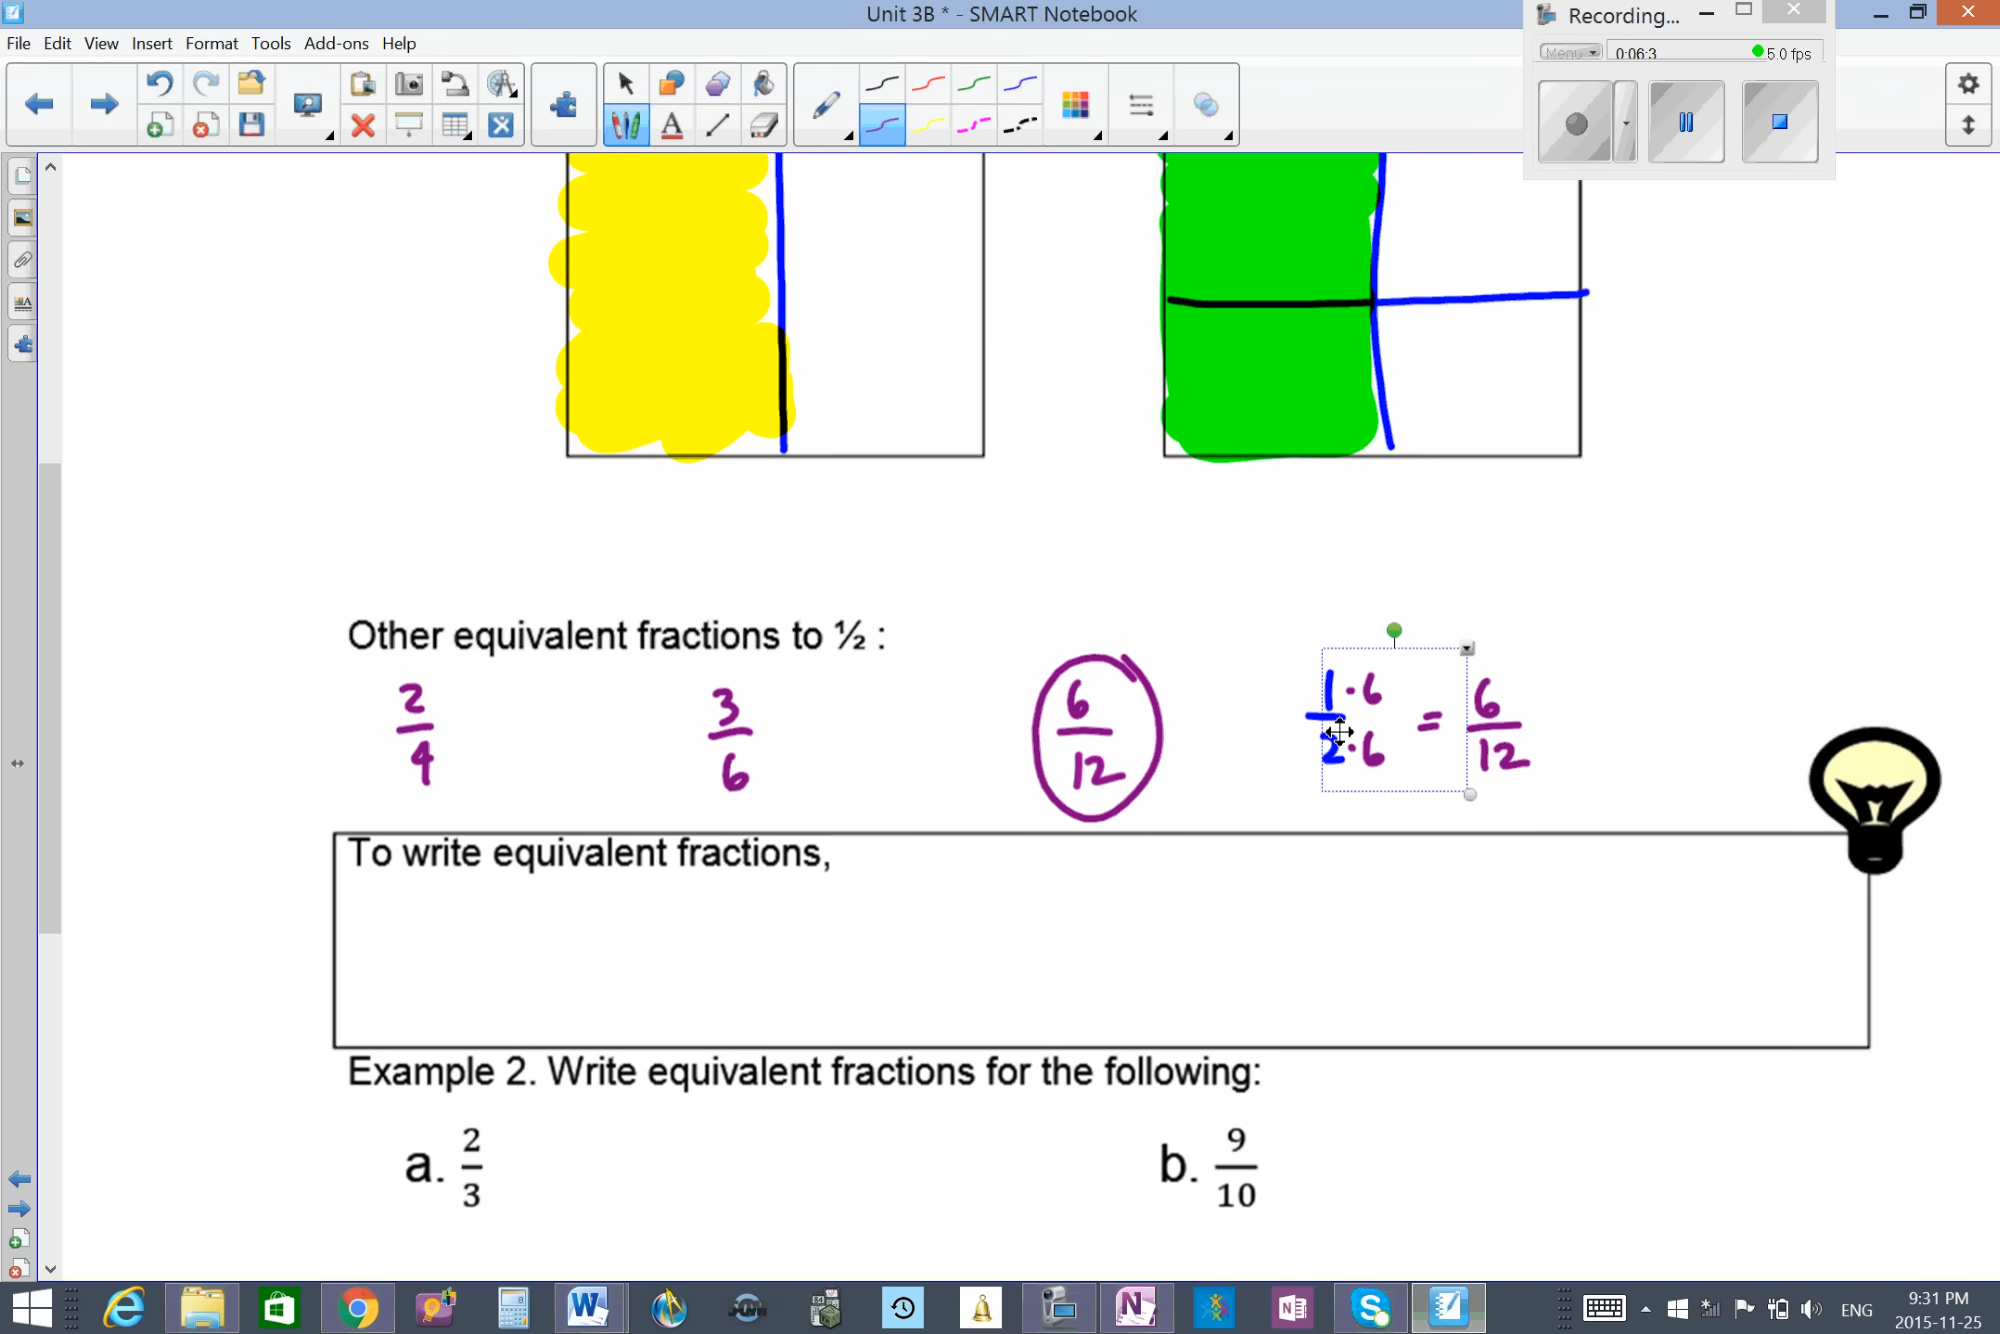 Unit 3B * - SMART Notebook
Recording...
File Edit View Insert Format Tools Add-ons Help
Menu 0:06:3 5.0 fps
Other equivalent fractions to ½ :
2/4 3/6 6/12 1·6/2·6 = 6/12
To write equivalent fractions,
Example 2. Write equivalent fractions for the following:
a. 2/3 b. 9/10
ENG
9:31 PM
2015-11-25